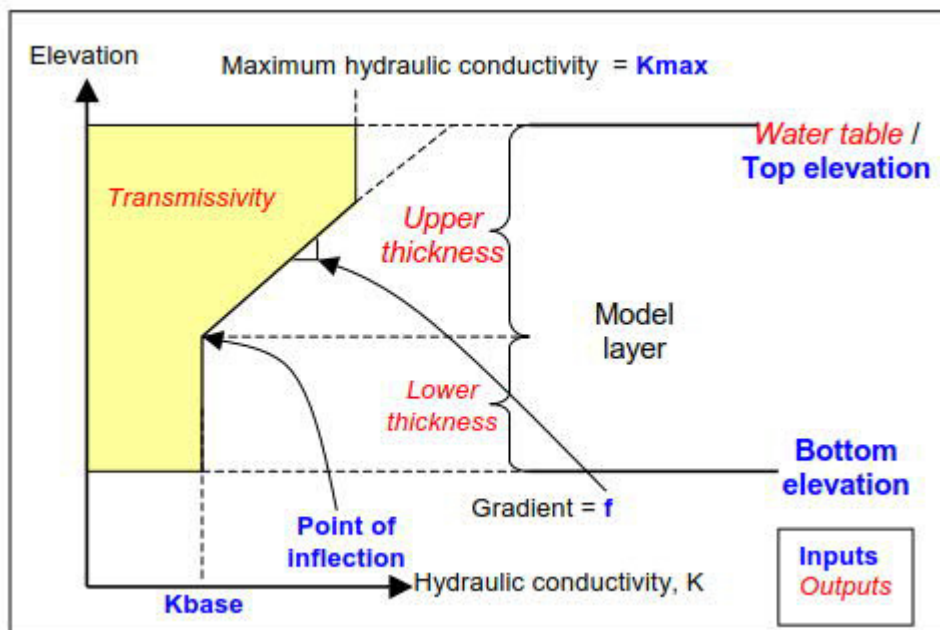 Elevation
Maximum hydraulic conductivity = Kmax
Water table /
Top elevation
Transmissivity
Upper
thickness
Model
layer
Lower
thickness
Bottom
elevation
Gradient = f
Point of
inflection
Inputs
Outputs
Hydraulic conductivity, K
Kbase